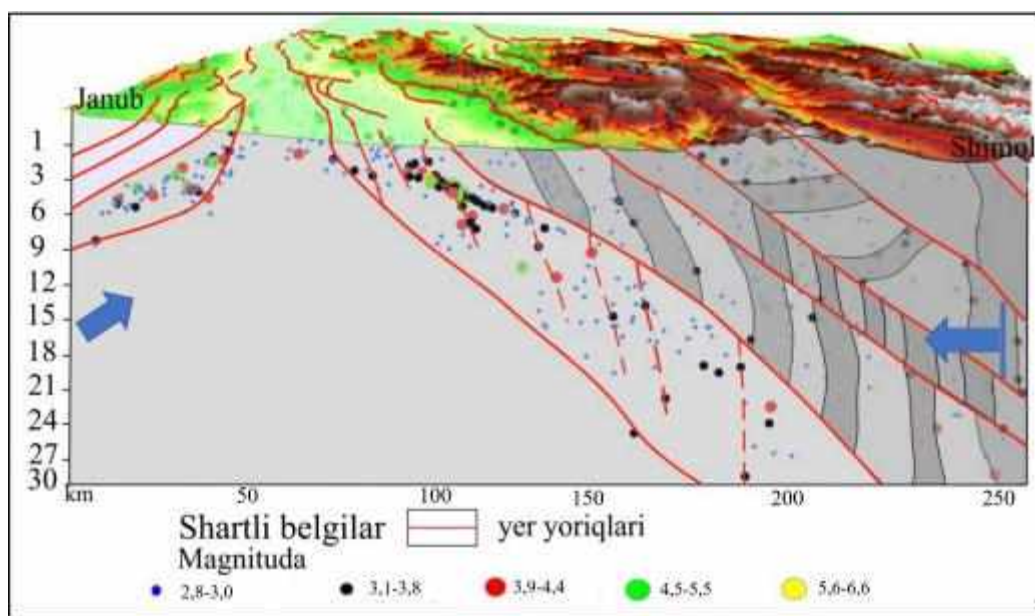 Janub
Shimol
1
3
6
9
12
15
18
21
24
27
30
km 50 100 150 200 250
Shartli belgilar yer yoriqlari
Magnituda
2,8-3,0 3,1-3,8 3,9-4,4 4,5-5,5 5,6-6,6